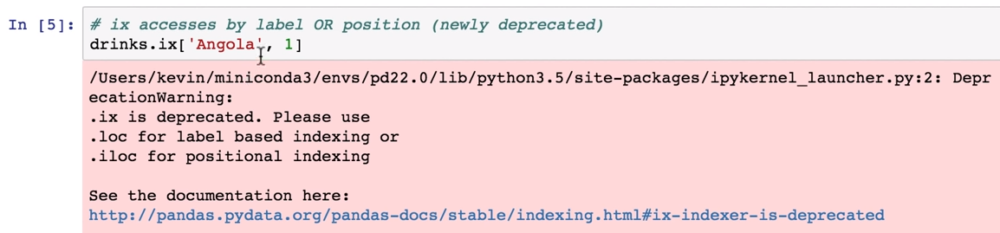 In [5]: # ix accesses by label OR position (newly deprecated)
drinks.ix['Angola', 1]
/Users/kevin/miniconda3/envs/pd22.0/lib/python3.5/site-packages/ipykernel_launcher.py:2: Depr
ecationWarning:
.ix is deprecated. Please use
.loc for label based indexing or
.iloc for positional indexing
See the documentation here:
http://pandas.pydata.org/pandas-docs/stable/indexing.html#ix-indexer-is-deprecated